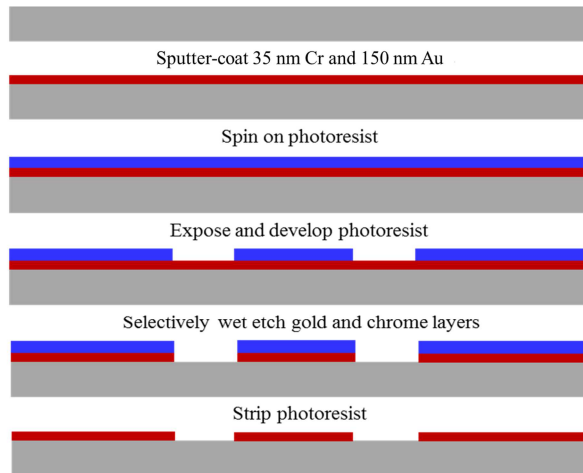 Sputter-coat 35 nm Cr and 150 nm Au
Spin on photoresist
Expose and develop photoresist
Selectively wet etch gold and chrome layers
Strip photoresist